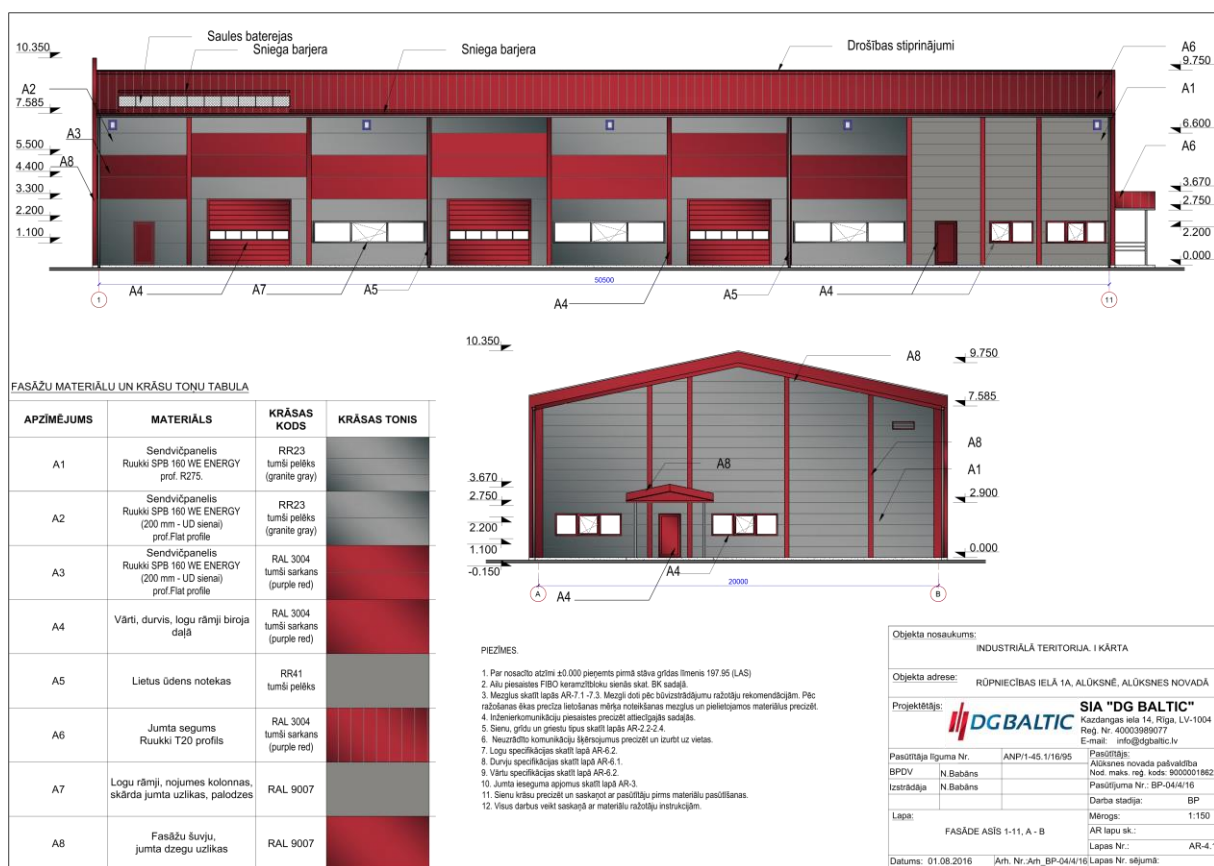 Saules baterejas
Sniega barjera
Sniega barjera
Drošības stiprinājumi
10.350
A2
7.585
A3
5.500
A8
4.400
3.300
2.200
1.100
A6
9.750
A1
6.600
A6
3.670
2.750
2.200
0.000
A4
A7
A5
50500
A4
A5
A4
1
11
10.350
A8
9.750
7.585
A8
A8
A1
3.670
2.750
2.900
2.200
1.100
0.000
-0.150
A4
20000
A
B
A4
FASĀŽU MATERIĀLU UN KRĀSU TOŅU TABULA
APZĪMĒJUMS MATERIĀLS KRĀSAS KODS KRĀSAS TONIS
A1
Sendvičpanelis
Ruukki SPB 160 WE ENERGY
prof. R275.
RR23
tumši pelēks
(granite gray)
A2
Sendvičpanelis
Ruukki SPB 160 WE ENERGY
(200 mm - UD sienai)
prof.Flat profile
RR23
tumši pelēks
(granite gray)
A3
Sendvičpanelis
Ruukki SPB 160 WE ENERGY
(200 mm - UD sienai)
prof.Flat profile
RAL 3004
tumši sarkans
(purple red)
A4
Vārti, durvis, logu rāmji biroja
daļā
RAL 3004
tumši sarkans
(purple red)
A5
Lietus ūdens notekas
RR41
tumši pelēks
A6
Jumta segums
Ruukki T20 profils
RAL 3004
tumši sarkans
(purple red)
A7
Logu rāmji, nojumes kolonnas,
skārda jumta uzlikas, palodzes
RAL 9007
A8
Fasāžu šuvju,
jumta dzegu uzlikas
RAL 9007
PIEZĪMES.
1. Par nosacīto atzīmi ±0.000 pieņemts pirmā stāva grīdas līmenis 197.95 (LAS)
2. Ailu piesaistes FIBO keramzītbloku sienās skat. BK sadaļā.
3. Mezglus skatīt lapās AR-7.1 -7.3. Mezgli doti pēc būvizstrādājumu ražotāju rekomendācijām. Pēc
ražošanas ēkas precīza lietošanas mērķa noteikšanas mezglus un pielietojamos materiālus precizēt.
4. Inženierkomunikāciju piesaistes precizēt attiecīgajās sadaļās.
5. Sienu, grīdu un griestu tipus skatīt lapās AR-2.2-2.4.
6. Neuzrādīto komunikāciju šķērsojumus precizēt un izurbt uz vietas.
7. Logu specifikācijas skatīt lapā AR-6.2.
8. Durvju specifikācijas skatīt lapā AR-6.1.
9. Vārtu specifikācijas skatīt lapā AR-6.2.
10. Jumta ieseguma apjomus skatīt lapā AR-3.
11. Sienu krāsu precizēt un saskaņot ar pasūtītāju pirms materiālu pasūtīšanas.
12. Visus darbus veikt saskaņā ar materiālu ražotāju instrukcijām.
Objekta nosaukums:
INDUSTRIĀLĀ TERITORIJA. I KĀRTA
Objekta adrese: RŪPNIECĪBAS IELĀ 1A, ALŪKSNĒ, ALŪKSNES NOVADĀ
Projektētājs:
DG BALTIC
SIA "DG BALTIC"
Kazdangas iela 14, Rīga, LV-1004
Reģ. Nr. 40003989077
E-mail: info@dgbaltic.lv
Pasūtītāja līguma Nr. ANP/1-45.1/16/95
Pasūtītājs:
Alūksnes novada pašvaldība
Nod. maks. reģ. kods: 9000001862
BPDV N.Babāns
Izstrādāja N.Babāns
Pasūtījuma Nr.: BP-04/4/16
Darba stadija: BP
Lapa:
FASĀDE ASĪS 1-11, A - B
Mērogs: 1:150
AR lapu sk.:
Lapas Nr.: AR-4.1
Datums: 01.08.2016 Arh. Nr.:Arh_BP-04/4/16 Lapas Nr. sējumā: